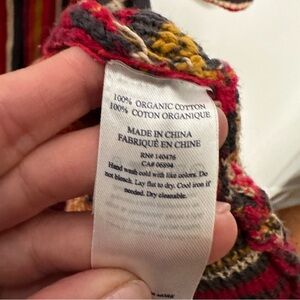 100% ORGANIC COTTON
100% COTON ORGANIQUE
MADE IN CHINA
FABRIQUÉ EN CHINE
RN# 140476
CA# 06894
Hand wash cold with like colors. Do
not bleach. Lay flat to dry. Cool iron if
needed. Dry cleanable.